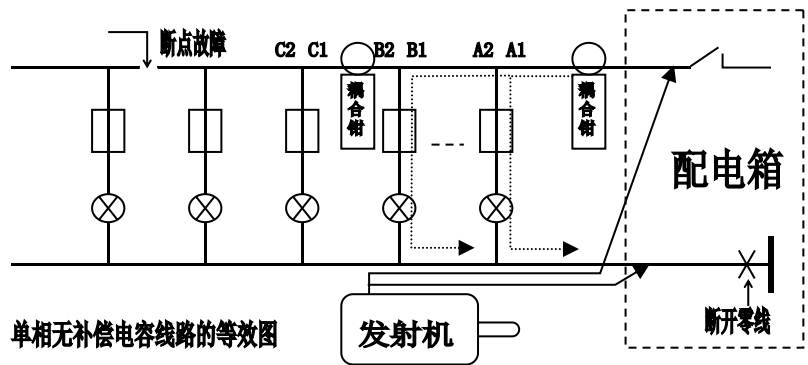 断点故障
C2 C1 B2 B1 A2 A1
耦合钳
耦合钳
配电箱
断开零线
发射机
单相无补偿电容线路的等效图